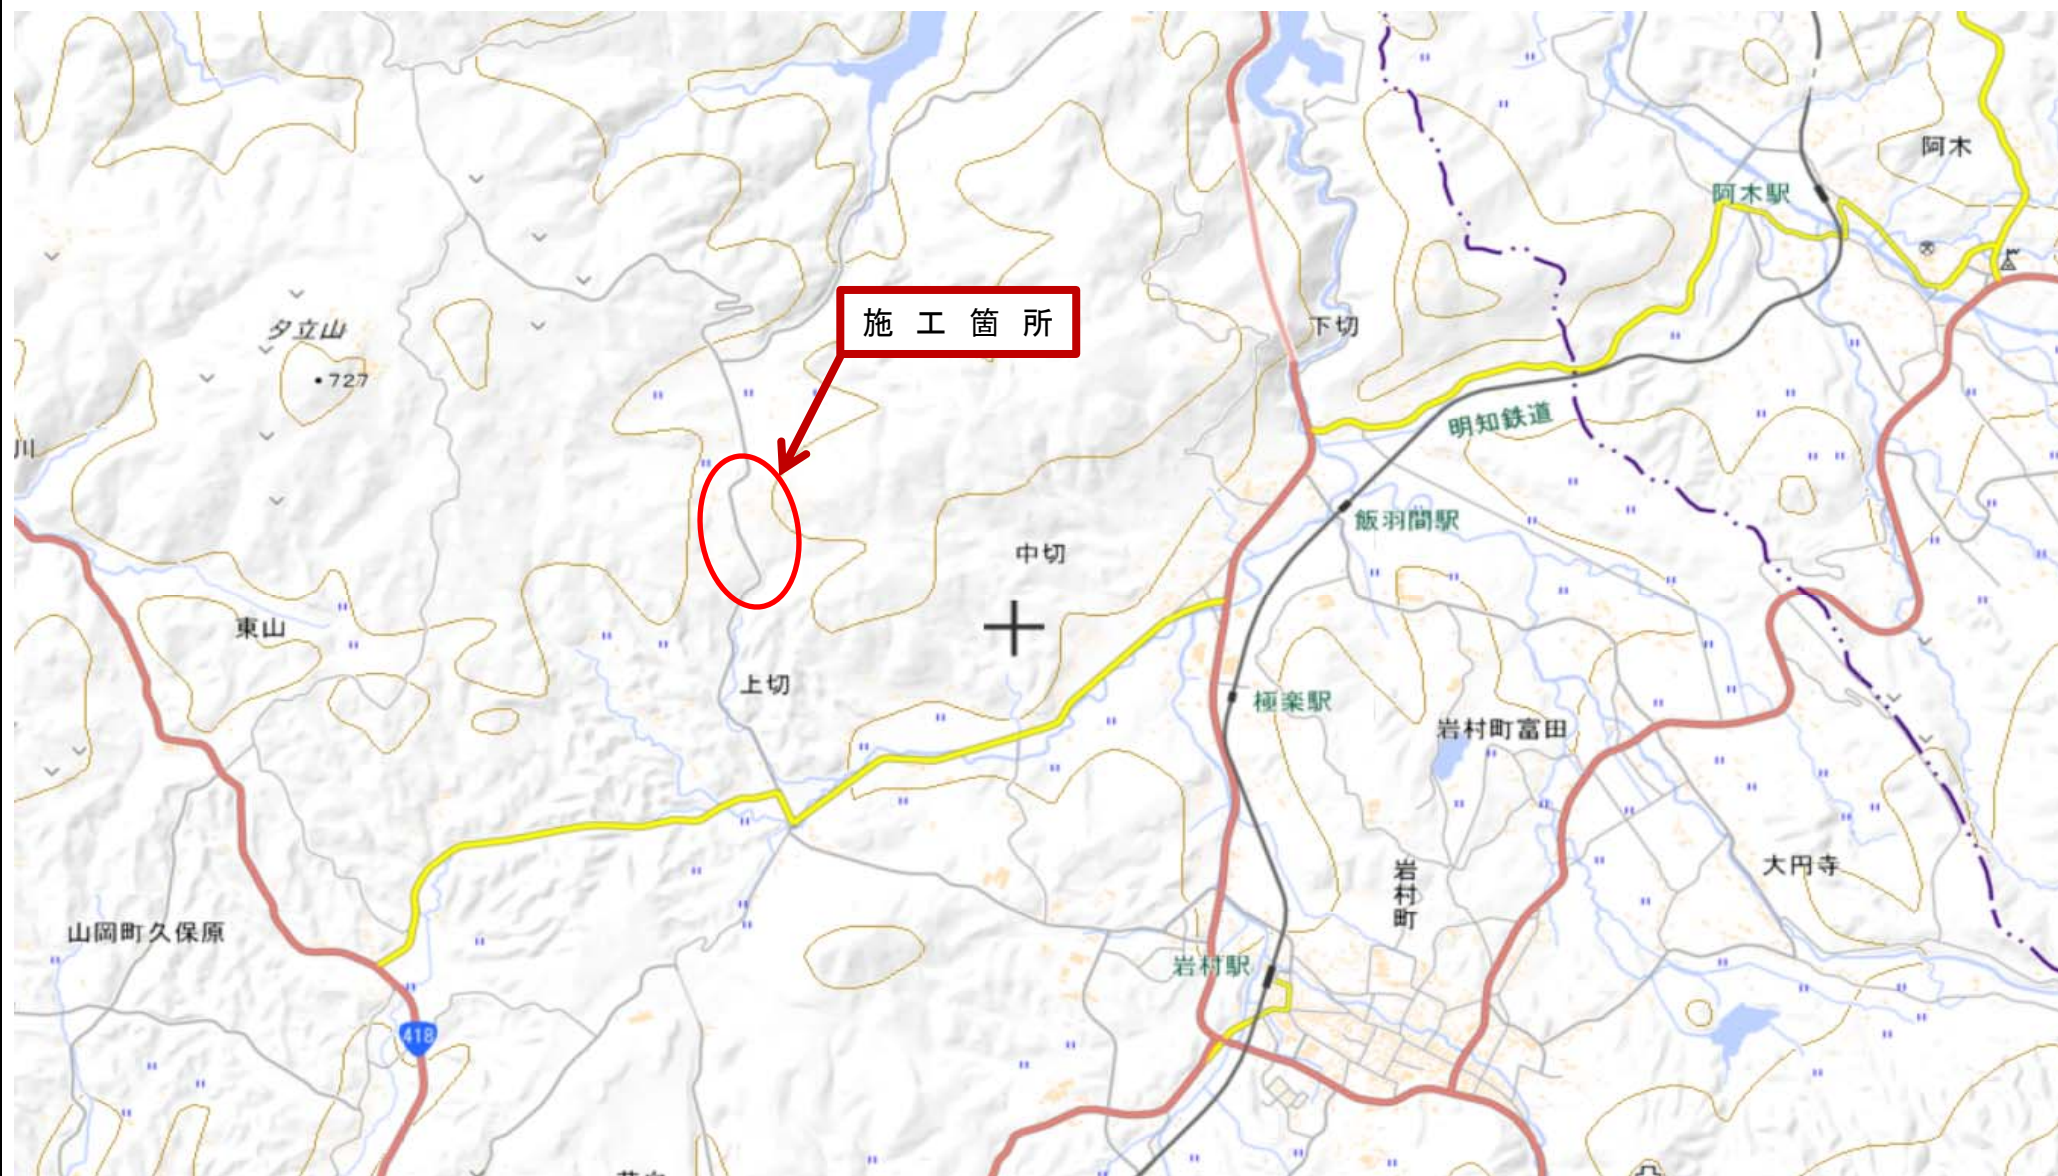 阿木
阿木駅
施工箇所
下切
夕立山
727
明知鉄道
川
飯羽間駅
中切
東山
上切
極楽駅
岩村町富田
大円寺
岩村町
山岡町久保原
岩村駅
418